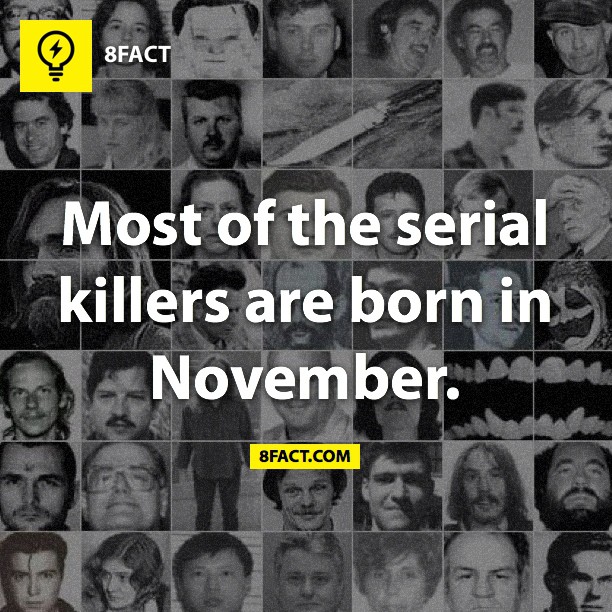 8FACT
Most of the serial
killers are born in
November.
8FACT.COM